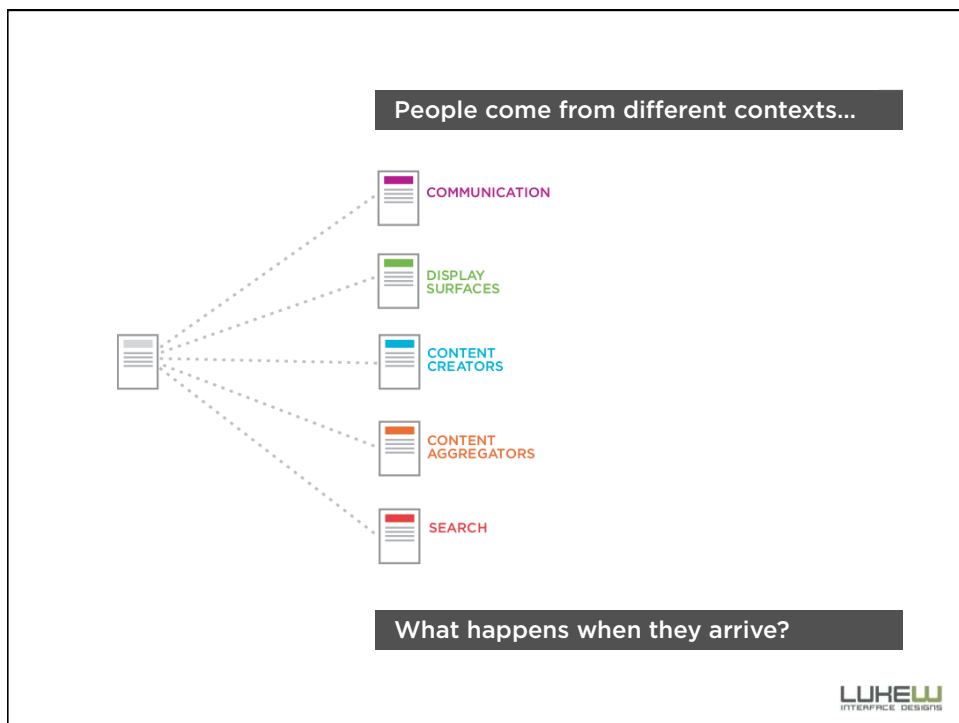 People come from different contexts...
COMMUNICATION
DISPLAY
SURFACES
CONTENT
CREATORS
CONTENT
AGGREGATORS
SEARCH
What happens when they arrive?
LUKEW
INTERFACE DESIGNS